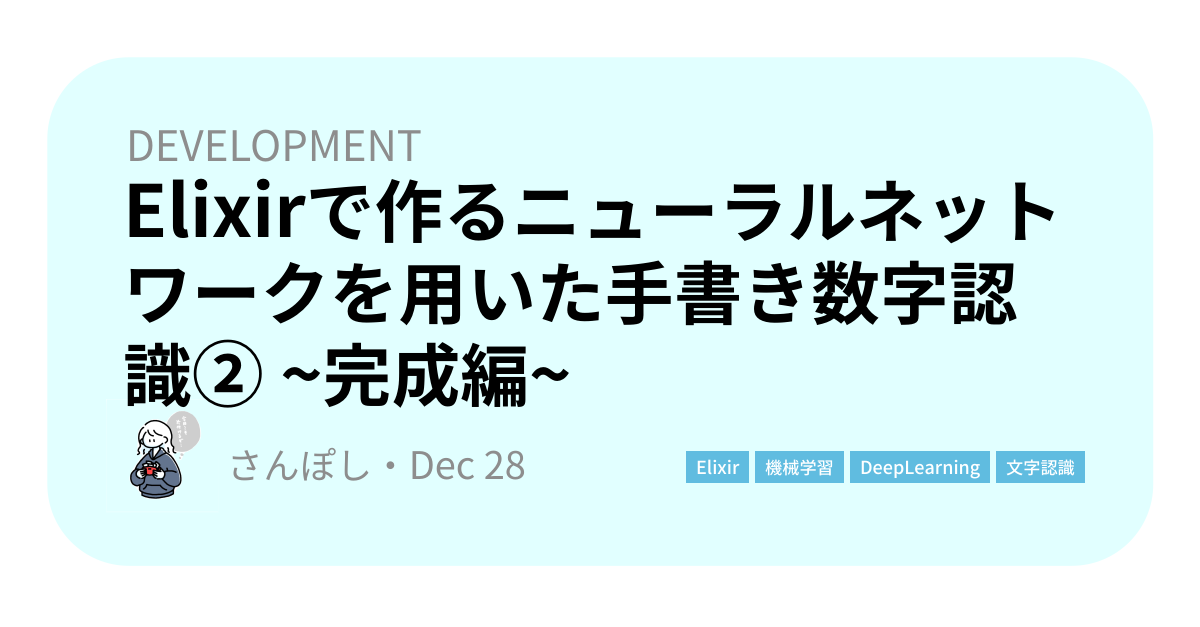 DEVELOPMENT
Elixirで作るニューラルネット
ワークを用いた手書き数字認
識② ~完成編~
さんぽし・Dec 28
Elixir
機械学習
DeepLearning
文字認識